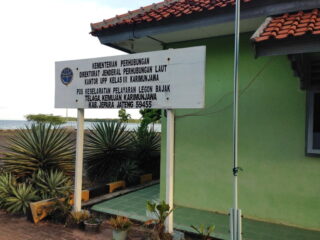 KEMENTERIAN PERHUBUNGAN
DIREKTORAT JENDERAL PERHUBUNGAN LAUT
KANTOR UPP KELAS III KARIMUNJAWA
POS KESELAMATAN PELAYARAN LEGON BAJAK
TELAGA KEMUJAN KARIMUNJAWA
KAB JEPARA JATENG 59455